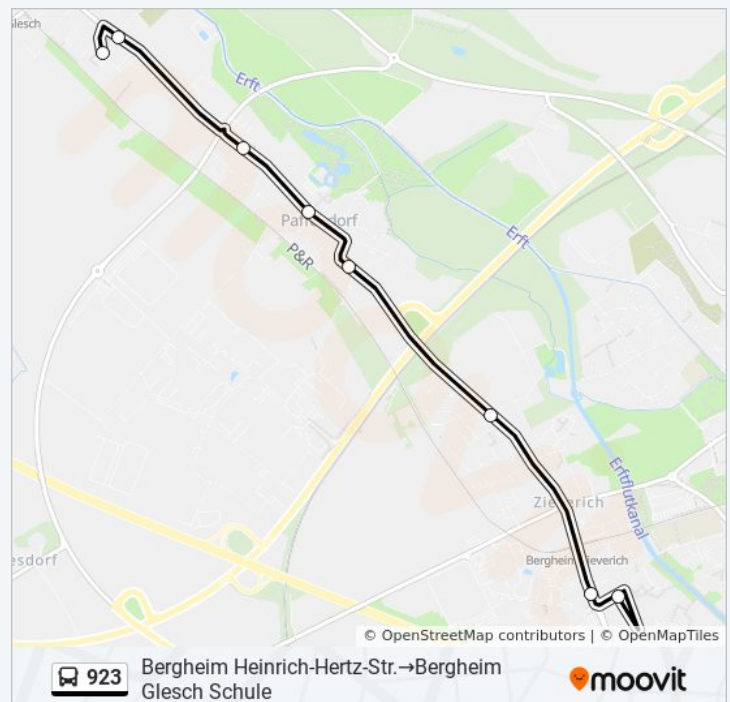 lesch
Erft
Paffendorf
P&R
Erft
Erftflutkanal
Zieverich
Bergheim Zieverich
esdorf
© OpenStreetMap contributors | © OpenMapTiles
923
Bergheim Heinrich-Hertz-Str.→Bergheim
Glesch Schule
moovit